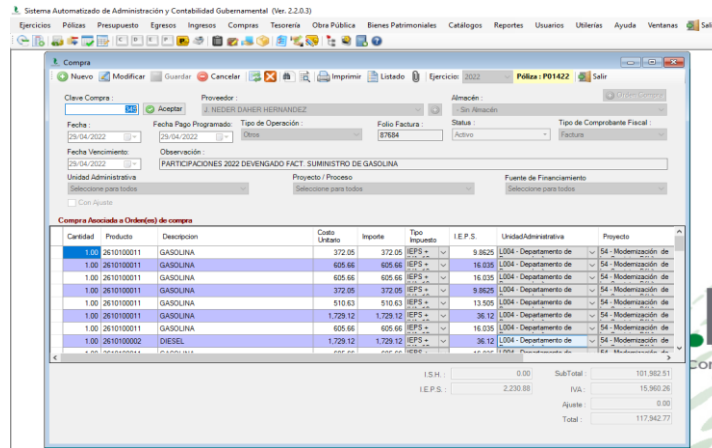 Sistema Automatizado de Administración y Contabilidad Gubernamental (Ver. 2.2.0.3)
Ejercicios Pólizas Presupuesto Egresos Ingresos Compras Tesorería Obra Pública Bienes Patrimoniales Catálogos Reportes Usuarios Utilerías Ayuda Ventanas Sali
Compra
Nuevo Modificar Guardar Cancelar Imprimir Listado Ejercicio: 2022 Póliza : P01422 Salir
Clave Compra : Proveedor : Almacén : Orden Compra
345 Aceptar J. NEDER DAHER HERNANDEZ - Sin Almacén
Fecha : Fecha Pago Programado: Tipo de Operación : Folio Factura : Status : Tipo de Comprobante Fiscal :
29/04/2022 29/04/2022 Otros 87684 Activo Factura
Fecha Vencimiento: Observación :
29/04/2022 PARTICIPACIONES 2022 DEVENGADO FACT. SUMINISTRO DE GASOLINA
Unidad Administrativa Proyecto / Proceso Fuente de Financiamiento
Seleccione para todos Seleccione para todos Seleccione para todos
Con Ajuste
Compra Asociada a Orden(es) de compra
Cantidad Producto Descripcion Costo Unitario Importe Tipo Impuesto I.E.P.S. UnidadAdministrativa Proyecto
1.00 2610100011 GASOLINA 372.05 372.05 IEPS + 9.8625 L004 - Departamento de 54 - Modernización de
1.00 2610100011 GASOLINA 605.66 605.66 IEPS + 16.035 L004 - Departamento de 54 - Modernización de
1.00 2610100011 GASOLINA 605.66 605.66 IEPS + 16.035 L004 - Departamento de 54 - Modernización de
1.00 2610100011 GASOLINA 372.05 372.05 IEPS + 9.8625 L004 - Departamento de 54 - Modernización de
1.00 2610100011 GASOLINA 510.63 510.63 IEPS + 13.505 L004 - Departamento de 54 - Modernización de
1.00 2610100011 GASOLINA 1,729.12 1,729.12 IEPS + 36.12 L004 - Departamento de 54 - Modernización de
1.00 2610100011 GASOLINA 605.66 605.66 IEPS + 16.035 L004 - Departamento de 54 - Modernización de
1.00 2610100002 DIESEL 1,729.12 1,729.12 IEPS + 36.12 L004 - Departamento de 54 - Modernización de
I.S.H. : 0.00 SubTotal : 101,982.51
I.E.P.S. : 2,230.88 IVA : 15,960.26
Ajuste : 0.00
Total : 117,942.77